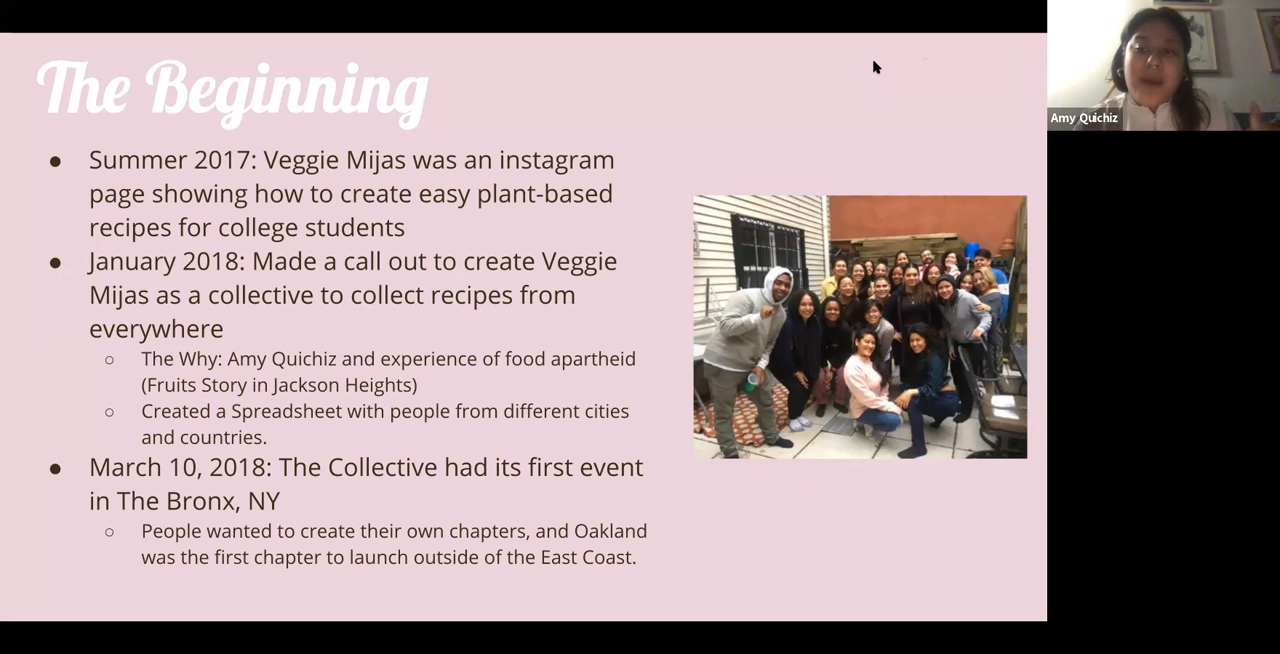 The Beginning
● Summer 2017: Veggie Mijas was an instagram
page showing how to create easy plant-based
recipes for college students
● January 2018: Made a call out to create Veggie
Mijas as a collective to collect recipes from
everywhere
○ The Why: Amy Quichiz and experience of food apartheid
(Fruits Story in Jackson Heights)
○ Created a Spreadsheet with people from different cities
and countries.
● March 10, 2018: The Collective had its first event
in The Bronx, NY
○ People wanted to create their own chapters, and Oakland
was the first chapter to launch outside of the East Coast.
Amy Quichiz